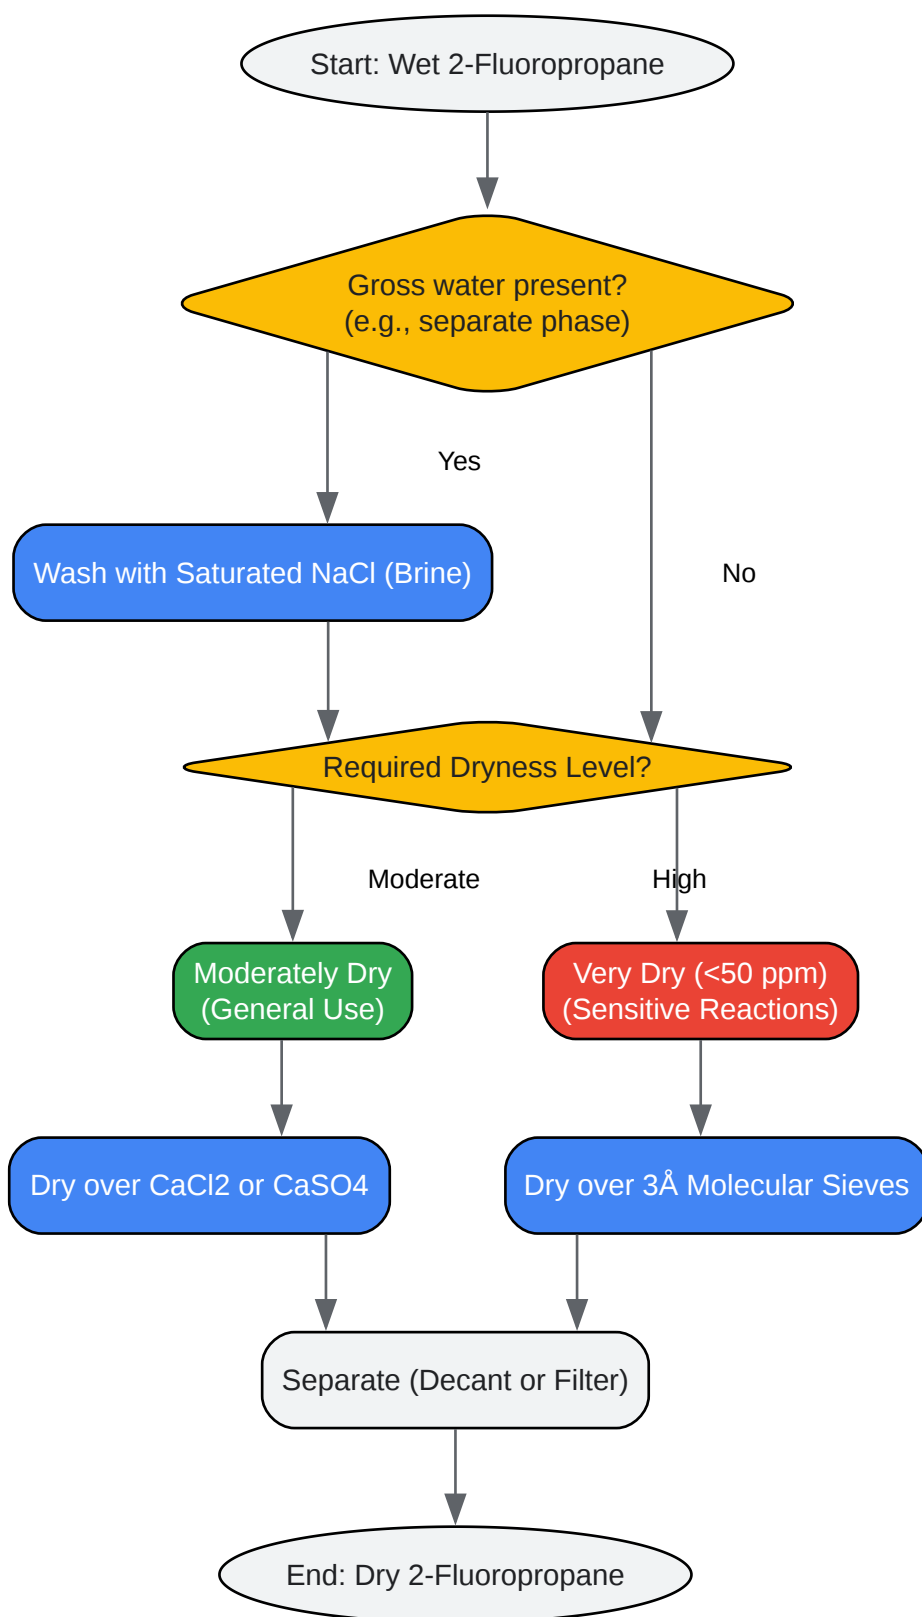 Start: Wet 2-Fluoropropane
Gross water present?
(e.g., separate phase)
Yes
Wash with Saturated NaCl (Brine)
No
Required Dryness Level?
Moderate
High
Moderately Dry
(General Use)
Very Dry (<50 ppm)
(Sensitive Reactions)
Dry over CaCl2 or CaSO4
Dry over 3Å Molecular Sieves
Separate (Decant or Filter)
End: Dry 2-Fluoropropane